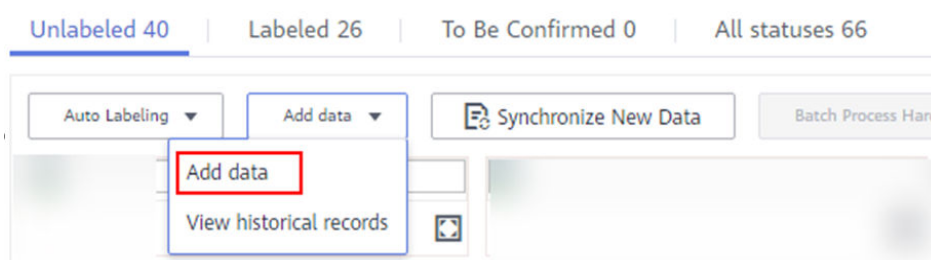 Unlabeled 40 Labeled 26 To Be Confirmed 0 All statuses 66
Auto Labeling Add data Synchronize New Data Batch Process Har
Add data
View historical records